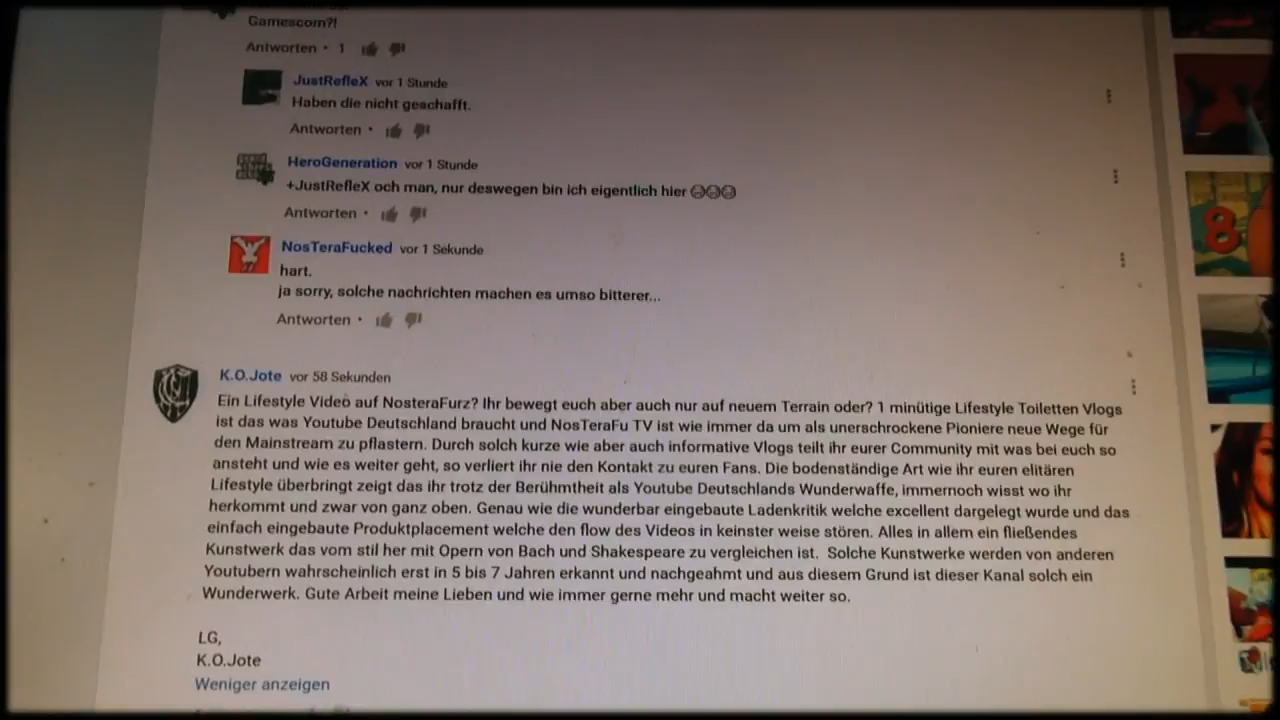 Gamescom?!
Antworten • 1
JustRefleX vor 1 Stunde
Haben die nicht geschafft.
Antworten •
HeroGeneration vor 1 Stunde
+JustRefleX och man, nur deswegen bin ich eigentlich hier
Antworten •
NosTeraFucked vor 1 Sekunde
hart.
ja sorry, solche nachrichten machen es umso bitterer...
Antworten •
K.O.Jote vor 58 Sekunden
Ein Lifestyle Video auf NosteraFurz? Ihr bewegt euch aber auch nur auf neuem Terrain oder? 1 minütige Lifestyle Toiletten Vlogs
ist das was Youtube Deutschland braucht und NosTeraFu TV ist wie immer da um als unerschrockene Pioniere neue Wege für
den Mainstream zu pflastern. Durch solch kurze wie aber auch informative Vlogs teilt ihr eurer Community mit was bei euch so
ansteht und wie es weiter geht, so verliert ihr nie den Kontakt zu euren Fans. Die bodenständige Art wie ihr euren elitären
Lifestyle überbringt zeigt das ihr trotz der Berühmtheit als Youtube Deutschlands Wunderwaffe, immernoch wisst wo ihr
herkommt und zwar von ganz oben. Genau wie die wunderbar eingebaute Ladenkritik welche excellent dargelegt wurde und das
einfach eingebaute Produktplacement welche den flow des Videos in keinster weise stören. Alles in allem ein fließendes
Kunstwerk das vom stil her mit Opern von Bach und Shakespeare zu vergleichen ist. Solche Kunstwerke werden von anderen
Youtubern wahrscheinlich erst in 5 bis 7 Jahren erkannt und nachgeahmt und aus diesem Grund ist dieser Kanal solch ein
Wunderwerk. Gute Arbeit meine Lieben und wie immer gerne mehr und macht weiter so.
LG,
K.O.Jote
Weniger anzeigen
8